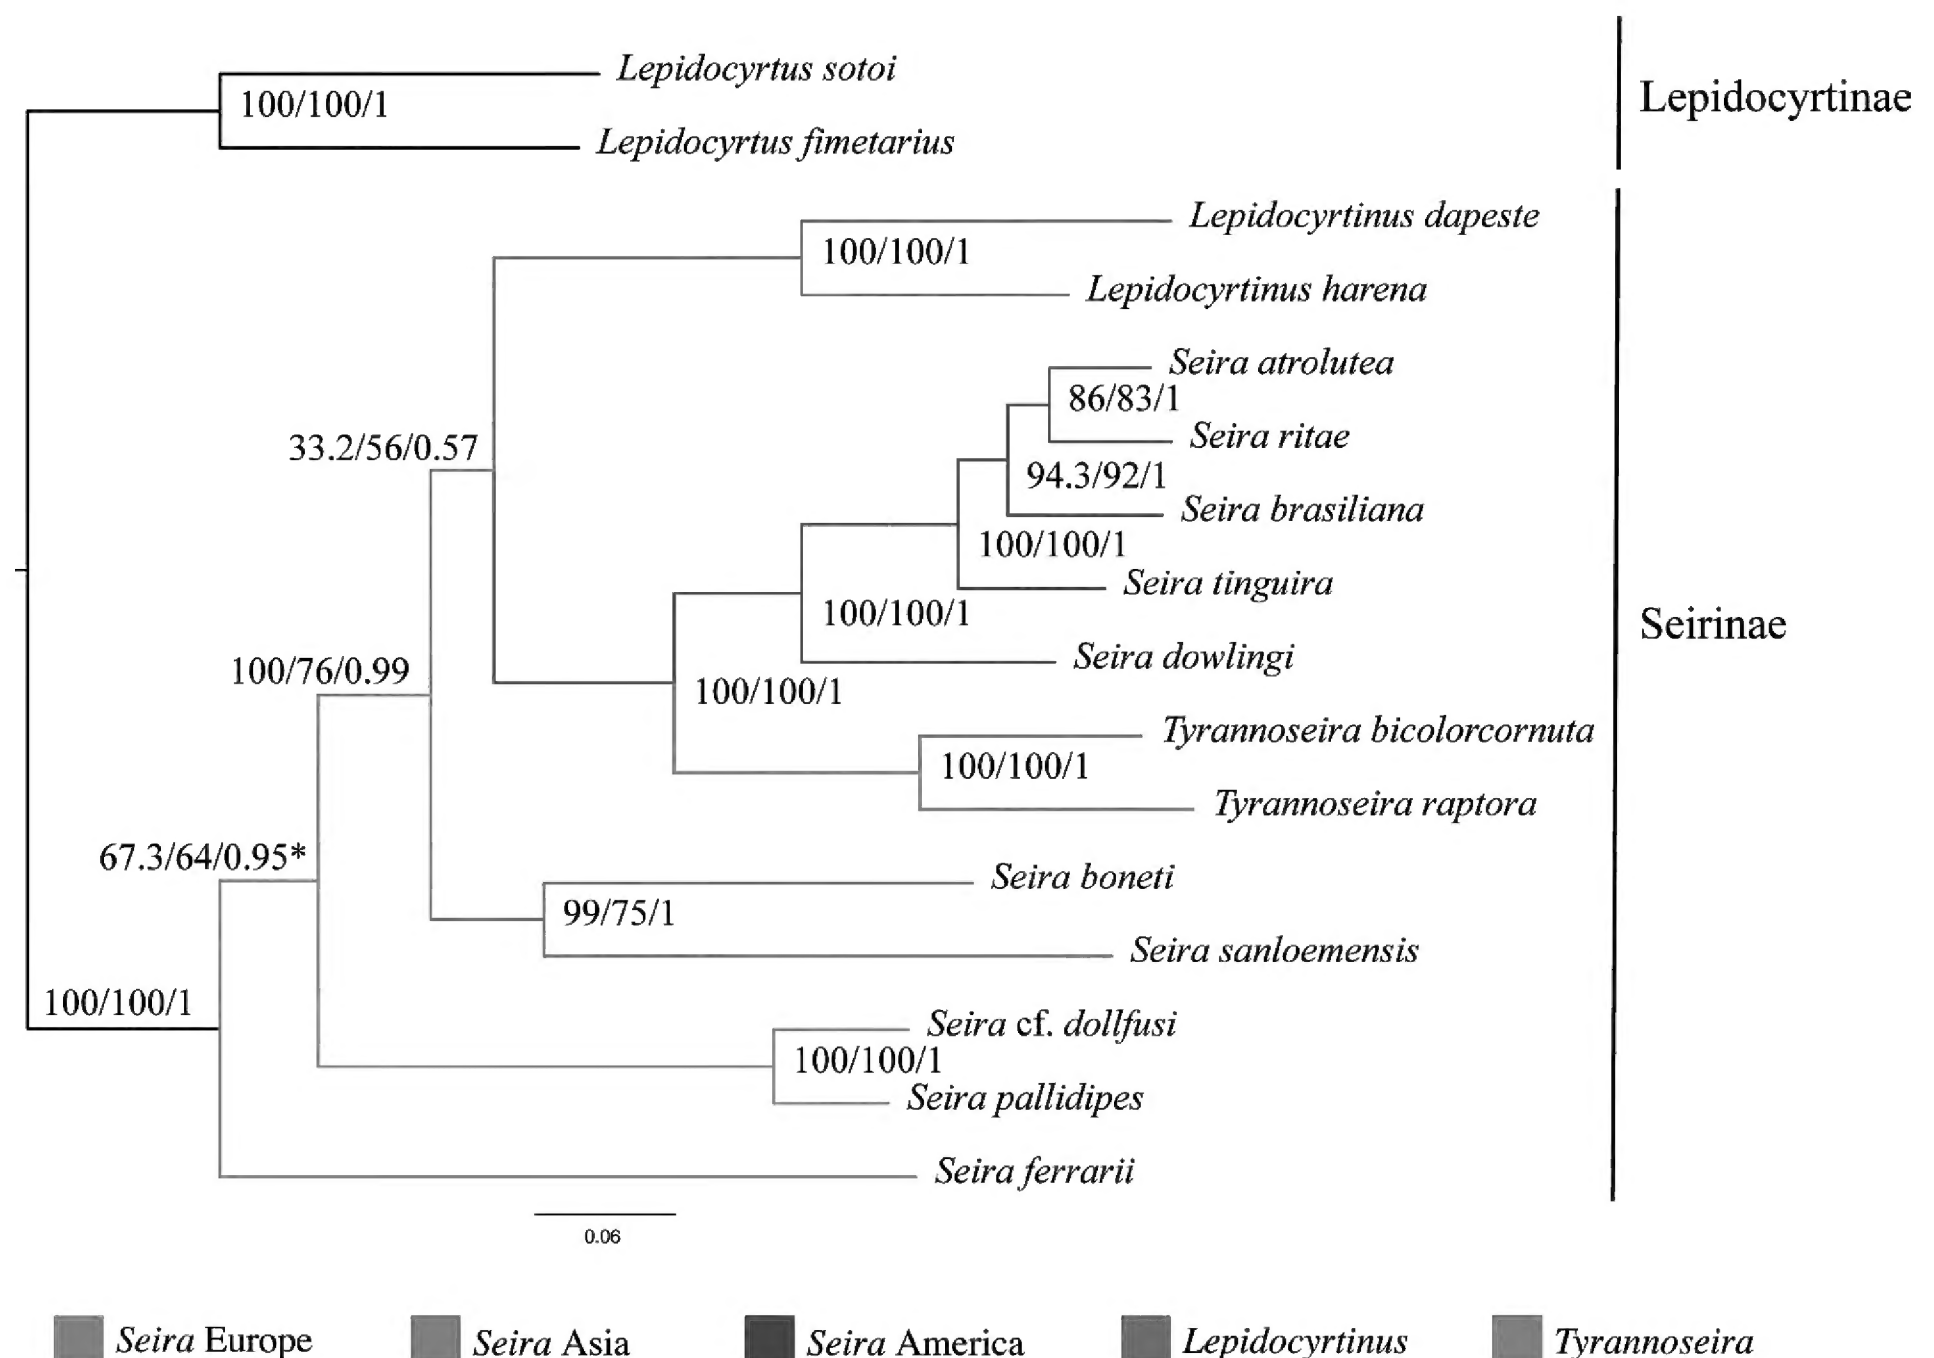 Lepidocyrtus sotoi
100/100/1
Lepidocyrtinae
Lepidocyrtus fimetarius
Lepidocyrtinus dapeste
100/100/1
Lepidocyrtinus harena
Seira atrolutea
86/83/1
Seira ritae
33.2/56/0.57
94.3/92/1
Seira brasiliana
100/100/1
Seira tinguira
100/100/1
Seirinae
Seira dowlingi
100/76/0.99
100/100/1
Tyrannoseira bicolorcornuta
100/100/1
Tyrannoseira raptora
67.3/64/0.95*
Seira boneti
99/75/1
Seira sanloemensis
100/100/1
Seira cf. dollfusi
100/100/1
Seira pallidipes
Seira ferrarii
0.06
Seira Europe
Seira Asia
Seira America
Lepidocyrtinus
Tyrannoseira